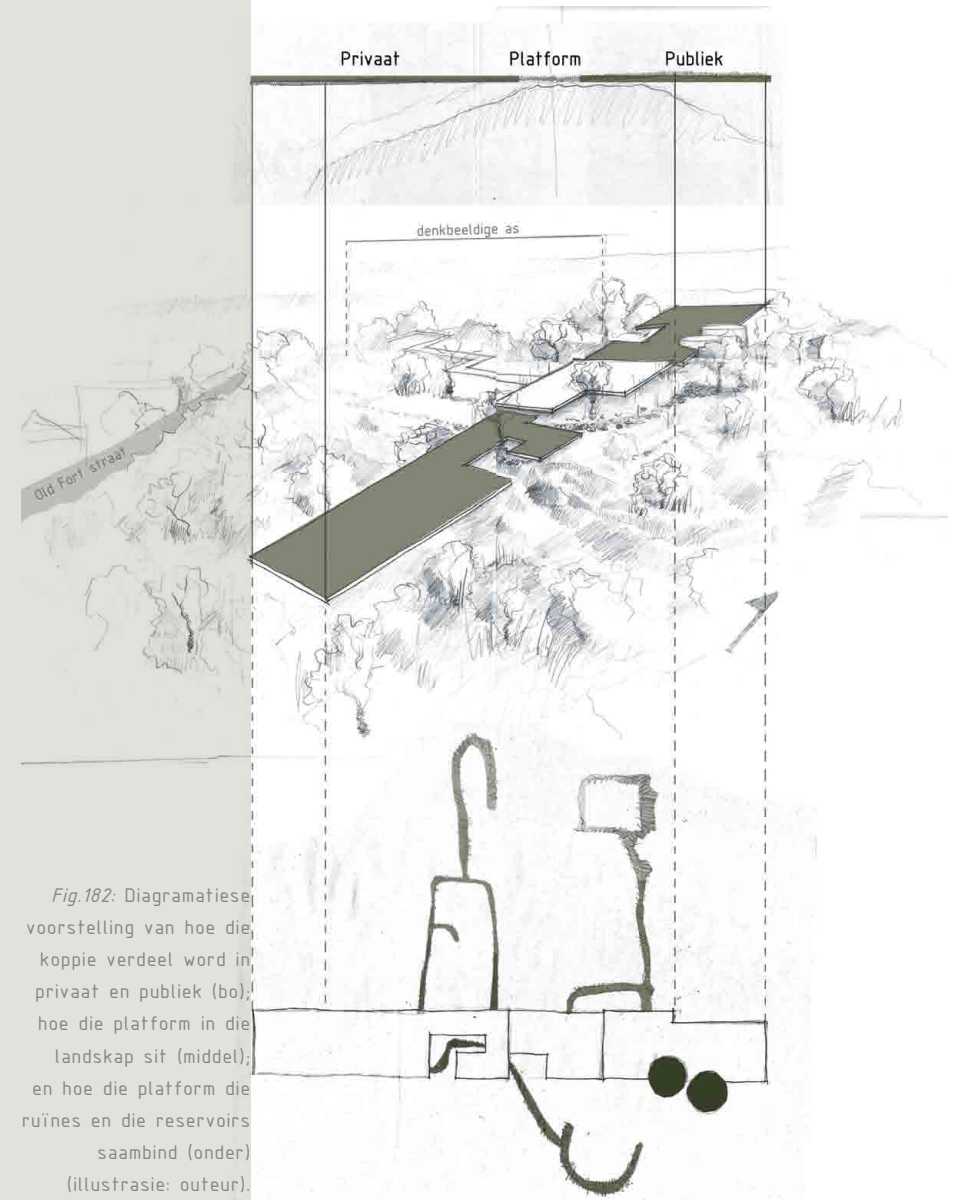 Privaat Platform Publiek
denkbeeldige as
Old Fort straat
Fig.182: Diagramatiese
voorstelling van hoe die
koppie verdeel word in
privaat en publiek (bo);
hoe die platform in die
landskap sit (middel);
en hoe die platform die
ruïnes en die reservoirs
saambind (onder)
(illustrasie: outeur).